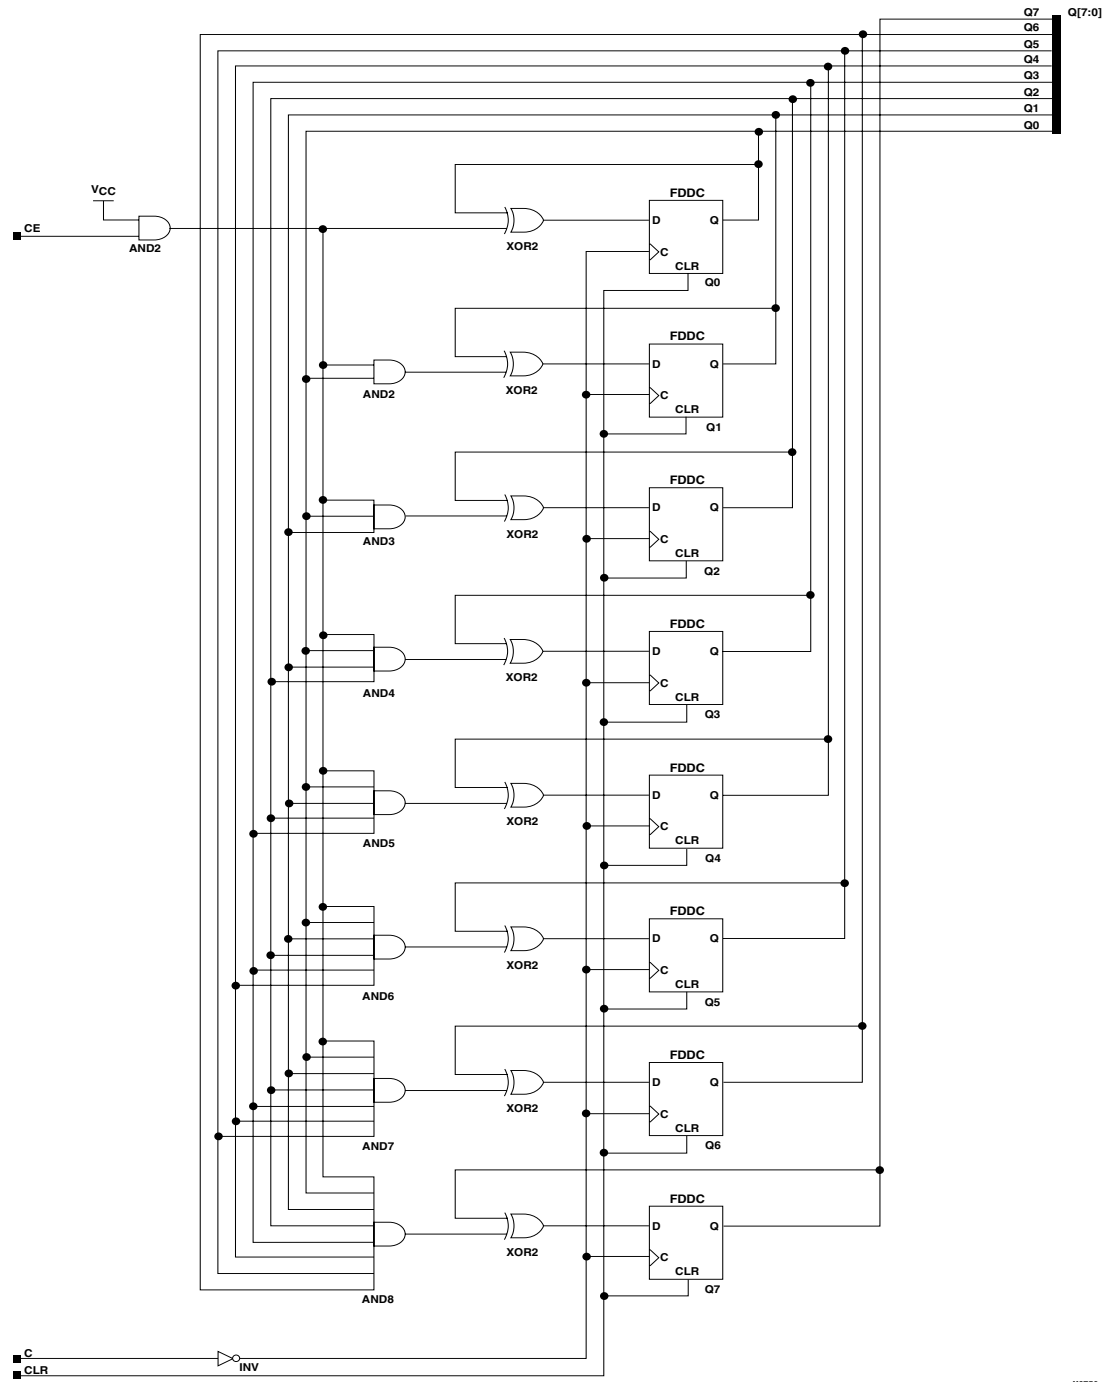 Q7 Q[7:0]
Q6
Q5
Q4
Q3
Q2
Q1
Q0
VCC
CE
AND2
FDDC
D Q
XOR2
C
CLR
Q0
FDDC
D Q
AND2 XOR2
C
CLR
Q1
FDDC
D Q
AND3 XOR2
C
CLR
Q2
FDDC
D Q
AND4 XOR2
C
CLR
Q3
FDDC
D Q
AND5 XOR2
C
CLR
Q4
FDDC
D Q
AND6 XOR2
C
CLR
Q5
FDDC
D Q
AND7 XOR2
C
CLR
Q6
FDDC
D Q
AND8 XOR2
C
CLR
Q7
C
INV
CLR